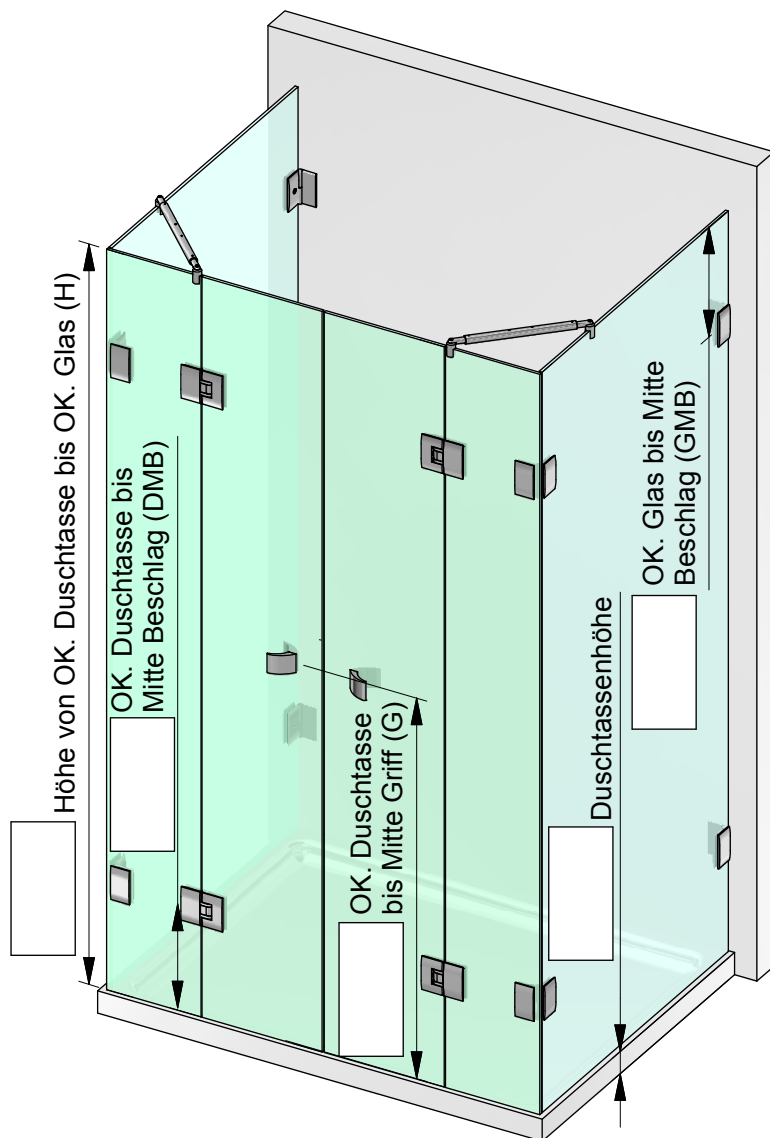 Höhe von OK. Duschtasse bis OK. Glas (H)
OK. Duschtasse bis
Mitte Beschlag (DMB)
OK. Duschtasse
bis Mitte Griff (G)
Duschtassenhöhe
OK. Glas bis Mitte
Beschlag (GMB)